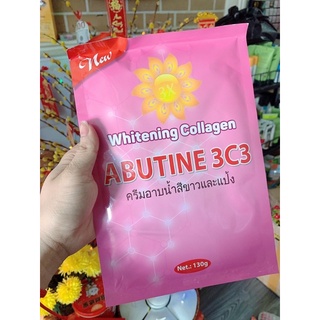 New
3K
Whitening Collagen
ABUTINE 3C3
ครีมอาบน้ำสีขาวและแป้ง
Net.: 130g